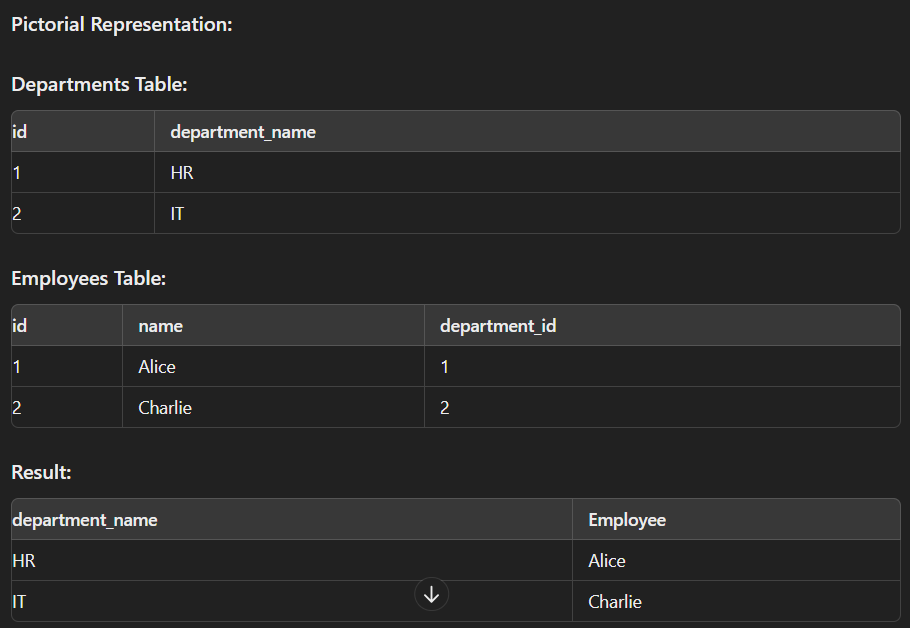 Pictorial Representation:
Departments Table:
id department_name
1 HR
2 IT
Employees Table:
id name department_id
1 Alice 1
2 Charlie 2
Result:
department_name Employee
HR Alice
IT Charlie